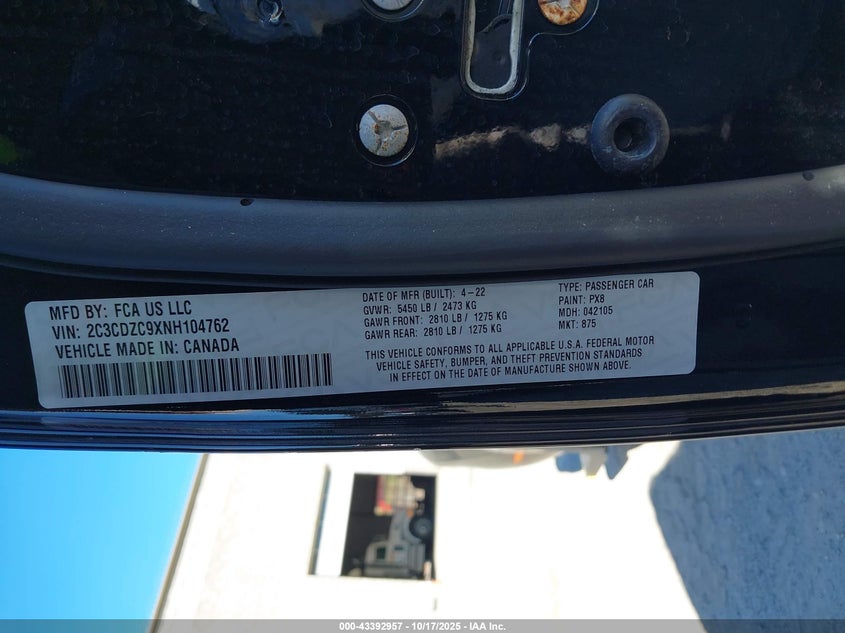 MFD BY: FCA US LLC
VIN: 2C3CDZC9XNH104762
VEHICLE MADE IN: CANADA
DATE OF MFR (BUILT): 4-22
GVWR: 5450 LB / 2473 KG
GAWR FRONT: 2810 LB / 1275 KG
GAWR REAR: 2810 LB / 1275 KG
TYPE: PASSENGER CAR
PAINT: PX8
MDH: 042105
MKT: 875
THIS VEHICLE CONFORMS TO ALL APPLICABLE U.S.A. FEDERAL MOTOR
VEHICLE SAFETY, BUMPER, AND THEFT PREVENTION STANDARDS
IN EFFECT ON THE DATE OF MANUFACTURE SHOWN ABOVE.
000-43392957 - 10/17/2025 - IAA Inc.